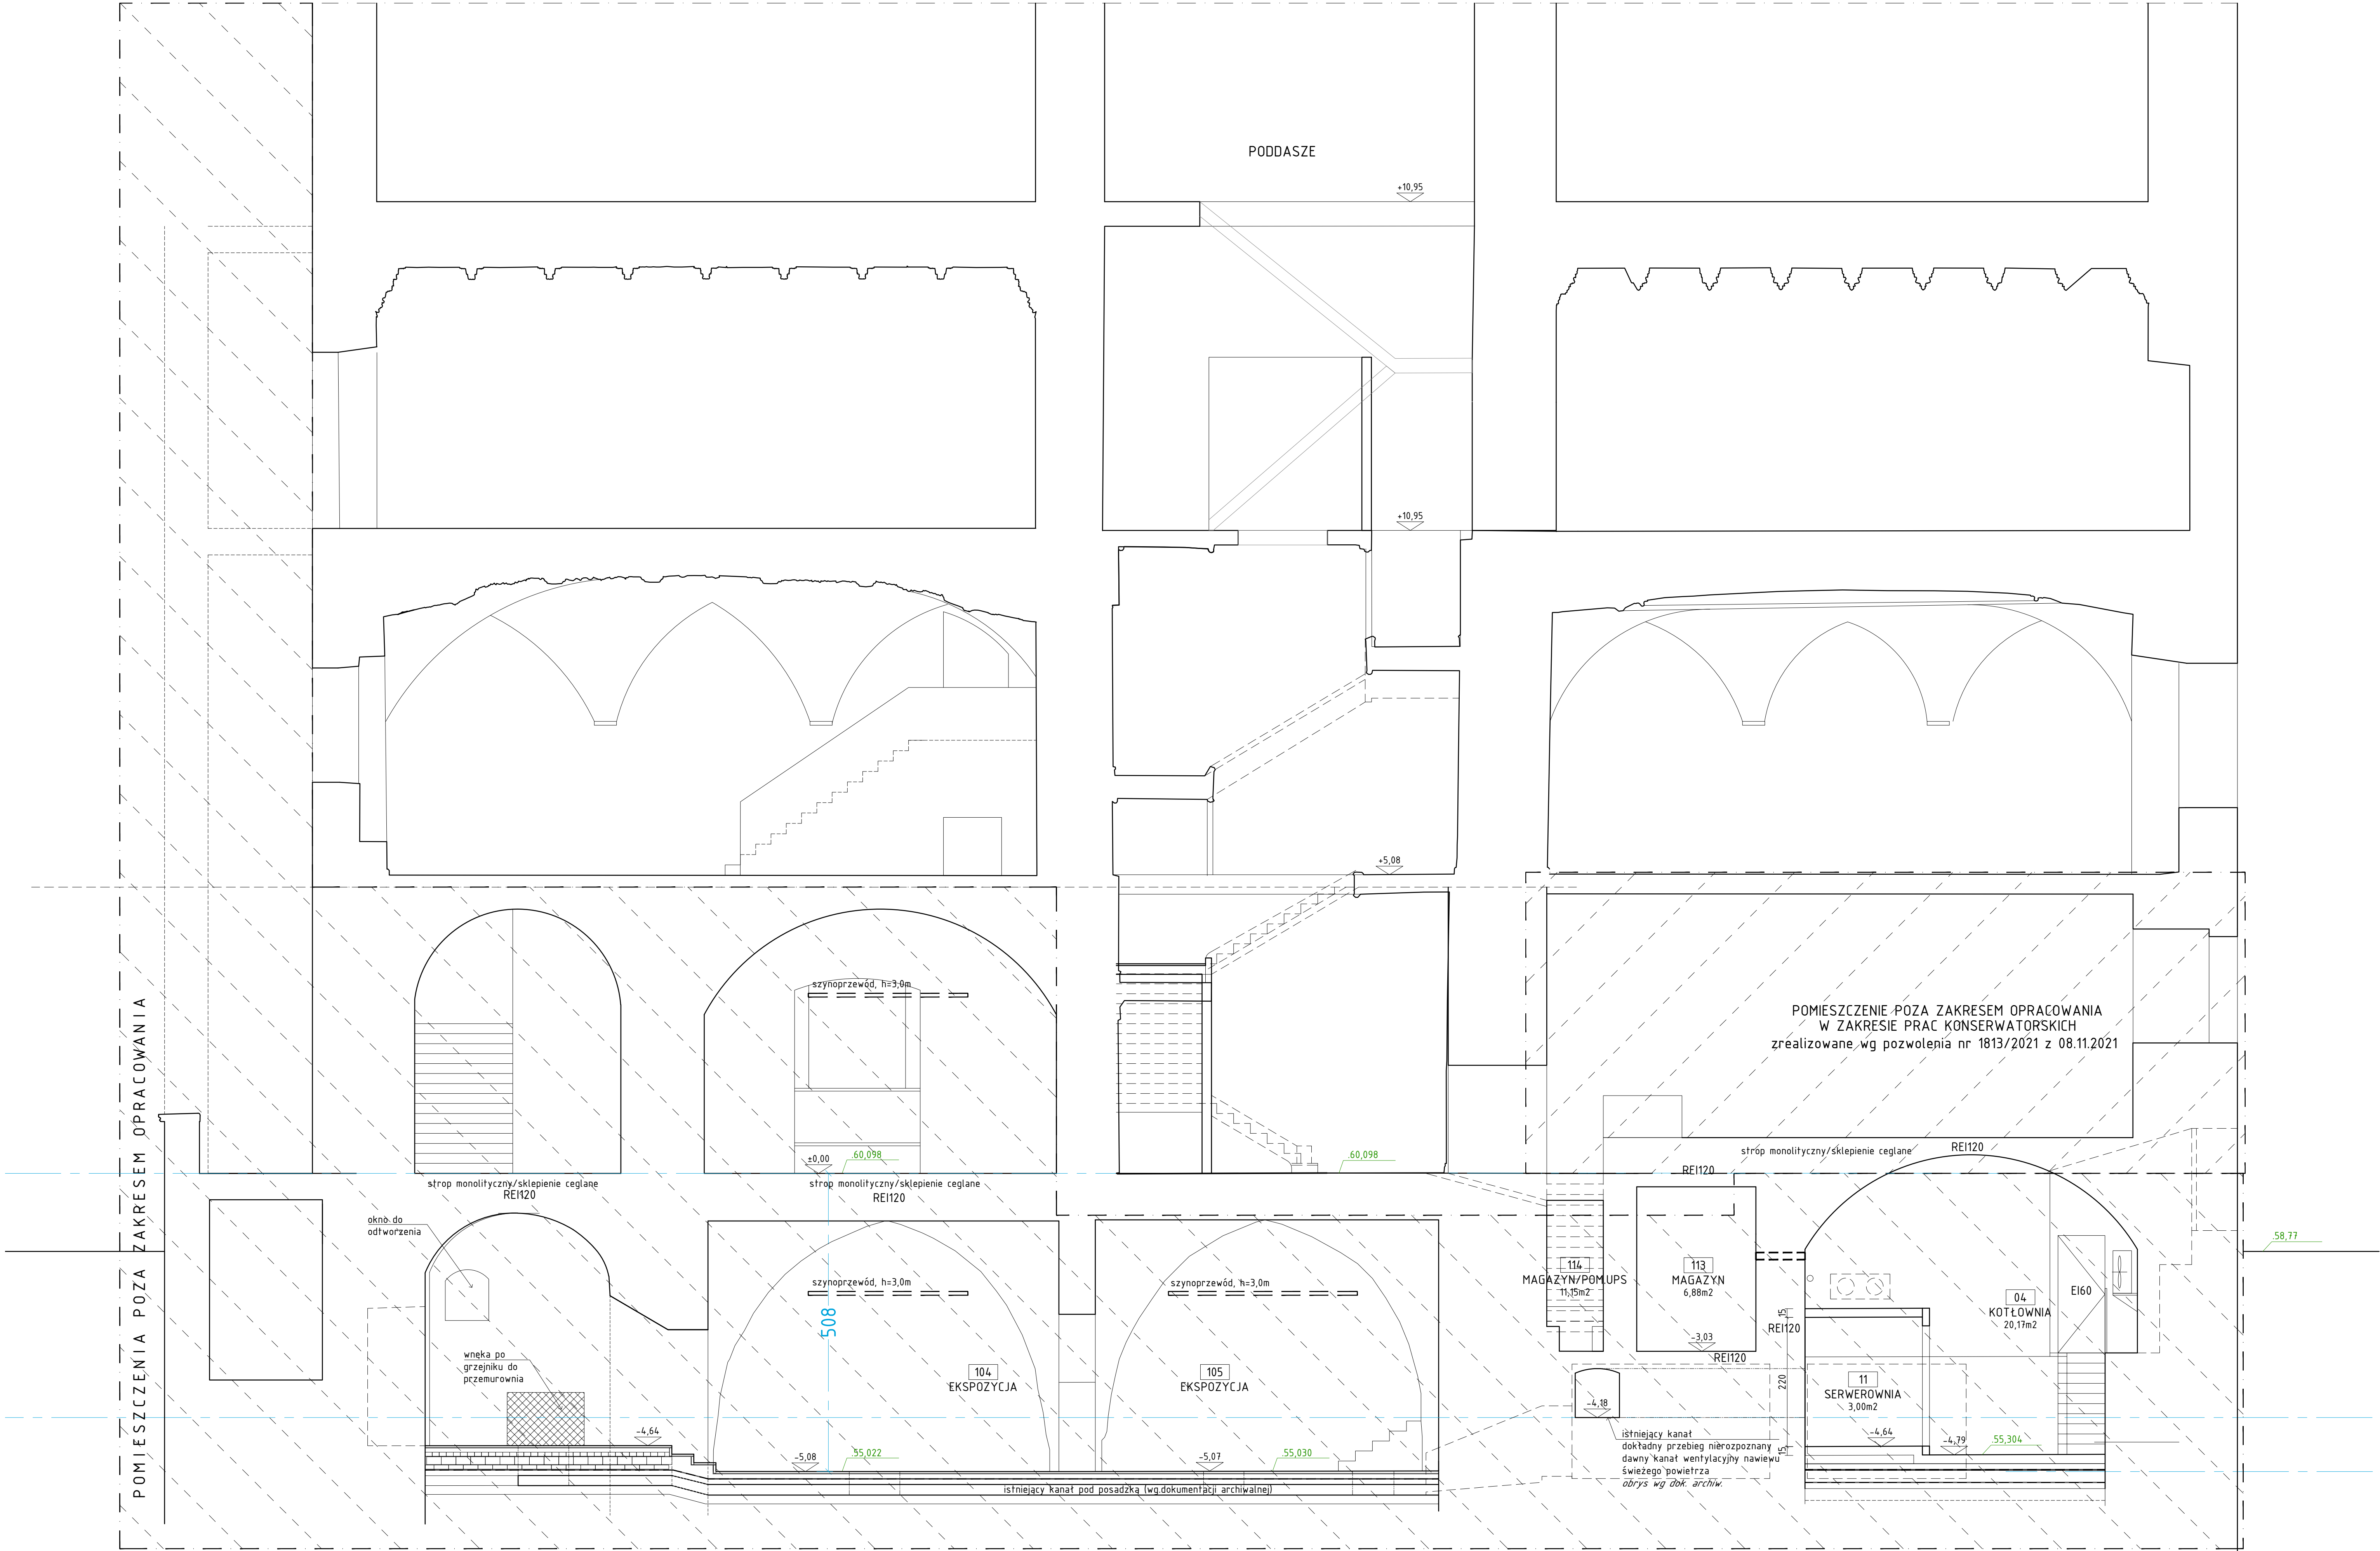 PODDASZE
+10,95
+10,95
+5,08
POMIESZCZENIA POZA ZAKRESEM OPRACOWANIA
szynoprzewód, h=3,0m
POMIESZCZENIE POZA ZAKRESEM OPRACOWANIA
W ZAKRESIE PRAC KONSERWATORSKICH
zrealizowane wg pozwolenia nr 1813/2021 z 08.11.2021
±0,00
60,098
60,098
strop monolityczny/sklepienie ceglane
REI120
strop monolityczny/sklepienie ceglane
REI120
strop monolityczny/sklepienie ceglane
REI120
REI120
okno do
odtworzenia
58,77
szynoprzewód, h=3,0m
szynoprzewód, h=3,0m
508
114
MAGAZYN/POM.UPS
11,15m2
113
MAGAZYN
6,88m2
-3,03
REI120
REI120
15
220
15
04
KOTŁOWNIA
20,17m2
EI60
wnęka po
grzejniku do
przemurownia
104
EKSPOZYCJA
105
EKSPOZYCJA
11
SERWEROWNIA
3,00m2
-4,18
-4,64
-4,64
-4,79
55,304
-5,08
55,022
-5,07
55,030
istniejący kanał
dokładny przebieg nierozpoznany
dawny kanał wentylacyjny nawiewu
świeżego powietrza
obrys wg dok. archiw.
istniejący kanał pod posadzką (wg.dokumentacji archiwalnej)